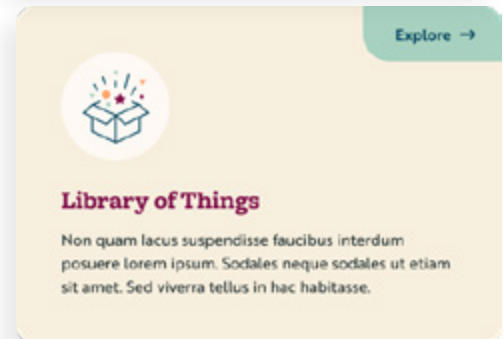 Explore →
Library of Things
Non quam lacus suspendisse faucibus interdum
posuere lorem ipsum. Sodales neque sodales ut etiam
sit amet. Sed viverra tellus in hac habitasse.